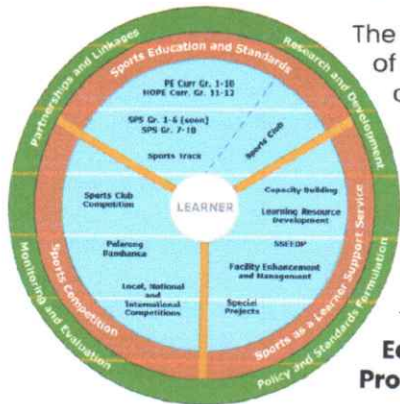 Partnerships and Linkages
Research and Development
Monitoring and Evaluation
Policy and Standards Formulation
Sports Education and Standards
Sports Competition
Sports as a Learner Support Service
PE Curr Gr. 1-10
HOPE Curr. Gr. 11-12
SPS Gr. 1-6 (soon)
SPS Gr. 7-10
Sports Track
Sports Club
Sports Club
Competition
LEARNER
Capacity Building
Learning Resource
Development
Palarong
Pambansa
SSEEDP
Facility Enhancement
and Management
Local, National
and
International
Competitions
Special
Projects
The
of